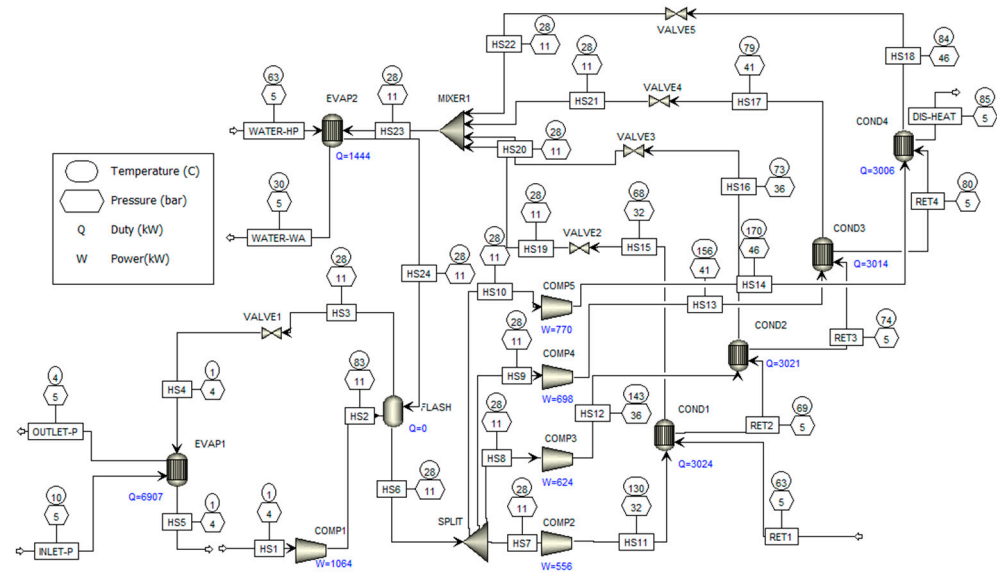 VALVE5
28
11
HS22
84
46
HS18
28
11
HS21
VALVE4
79
41
HS17
63
5
WATER-HP
EVAP2
28
11
HS23
MIXER1
COND4
85
5
DIS-HEAT
Q=1444
28
11
HS20
VALVE3
Q=3006
Temperature (C)
Pressure (bar)
Q Duty (kW)
W Power(kW)
30
5
WATER-WA
73
36
HS16
80
5
RET4
28
11
HS19
VALVE2
68
32
HS15
COND3
Q=3014
28
11
HS24
28
11
HS3
28
11
HS10
COMP5
W=770
156
41
HS13
170
46
HS14
VALVE1
83
11
HS2
FLASH
Q=0
28
11
HS9
COMP4
W=698
COND2
Q=3021
74
5
RET3
1
4
HS4
4
5
OUTLET-P
EVAP1
Q=6907
28
11
HS8
COMP3
W=624
143
36
HS12
COND1
Q=3024
69
5
RET2
10
5
INLET-P
1
4
HS5
1
4
HS1
COMP1
W=1064
28
11
HS6
SPLIT
28
11
HS7
COMP2
W=556
130
32
HS11
63
5
RET1